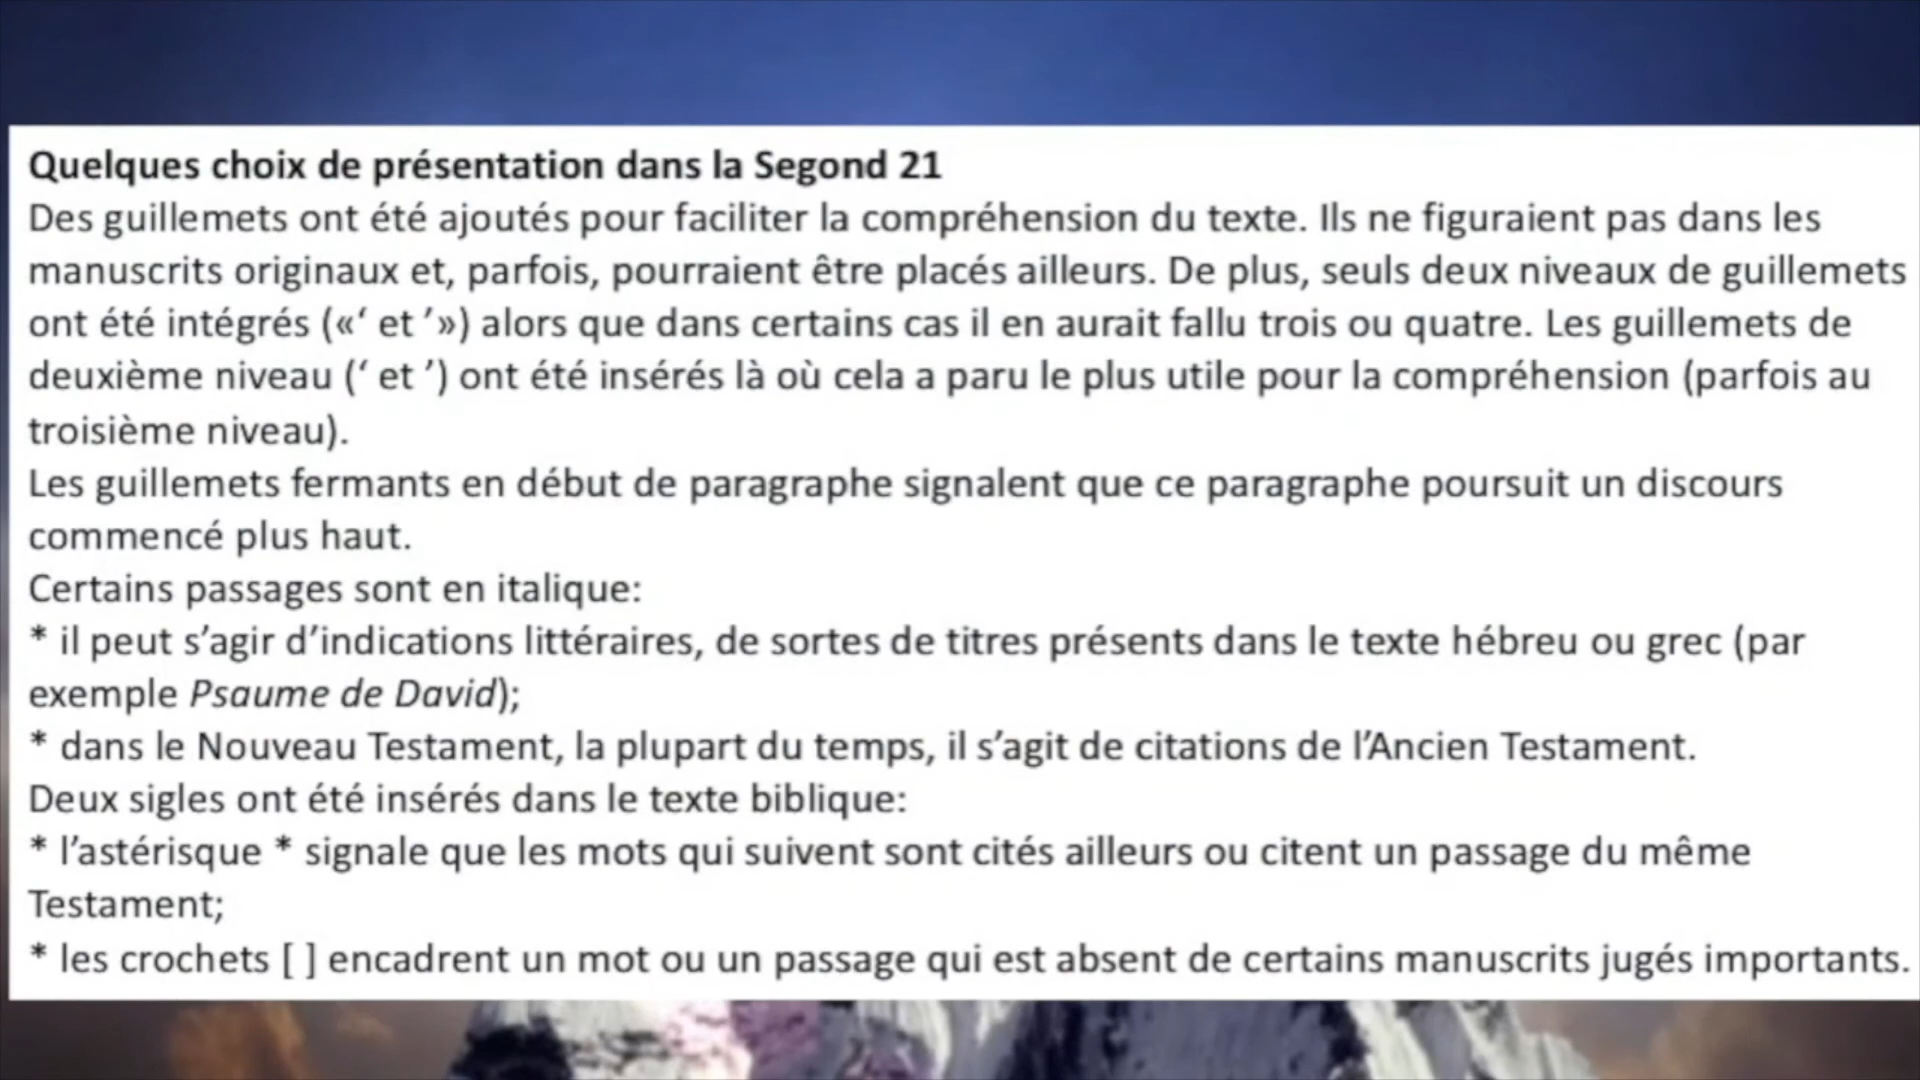 Quelques choix de présentation dans la Segond 21
Des guillemets ont été ajoutés pour faciliter la compréhension du texte. Ils ne figuraient pas dans les
manuscrits originaux et, parfois, pourraient être placés ailleurs. De plus, seuls deux niveaux de guillemets
ont été intégrés («‘ et ’») alors que dans certains cas il en aurait fallu trois ou quatre. Les guillemets de
deuxième niveau (‘ et ’) ont été insérés là où cela a paru le plus utile pour la compréhension (parfois au
troisième niveau).
Les guillemets fermants en début de paragraphe signalent que ce paragraphe poursuit un discours
commencé plus haut.
Certains passages sont en italique:
* il peut s’agir d’indications littéraires, de sortes de titres présents dans le texte hébreu ou grec (par
exemple Psaume de David);
* dans le Nouveau Testament, la plupart du temps, il s’agit de citations de l’Ancien Testament.
Deux sigles ont été insérés dans le texte biblique:
* l’astérisque * signale que les mots qui suivent sont cités ailleurs ou citent un passage du même
Testament;
* les crochets [ ] encadrent un mot ou un passage qui est absent de certains manuscrits jugés importants.